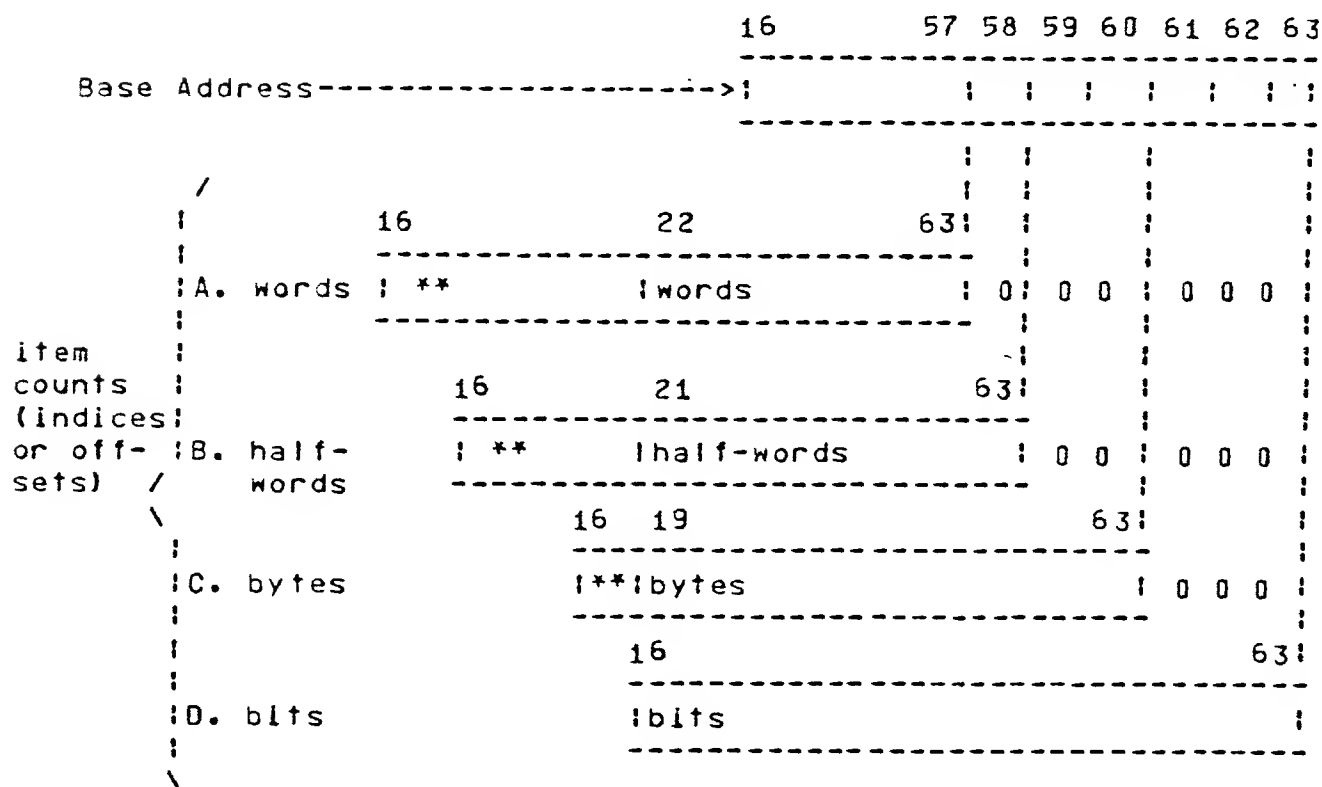 16 57 58 59 60 61 62 63
Base Address-------------------->
16 22 63
A. words ** words 0 0 0 0 0 0
item
counts 16 21 63
(indices
or off- B. half- ** half-words 0 0 0 0 0
sets) words
16 19 63
C. bytes ** bytes 0 0 0
16 63
D. bits bits